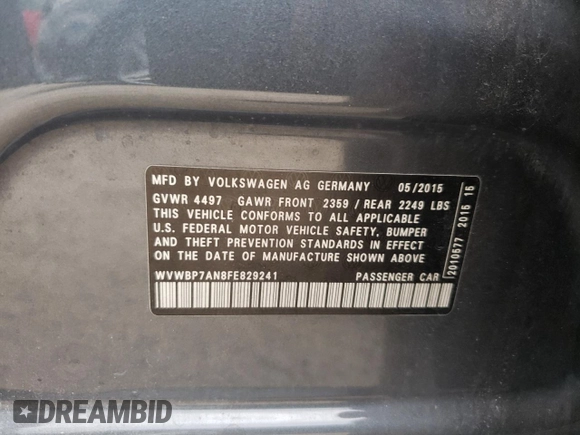 MFD BY VOLKSWAGEN AG GERMANY 05/2015
GVWR 4497 GAWR FRONT 2359 / REAR 2249 LBS
THIS VEHICLE CONFORMS TO ALL APPLICABLE
U.S. FEDERAL MOTOR VEHICLE SAFETY, BUMPER
AND THEFT PREVENTION STANDARDS IN EFFECT
ON THE DATE OF MANUFACTURE SHOWN ABOVE
WVWBP7AN8FE829241 PASSENGER CAR
2010577 2015 15
DREAMBID